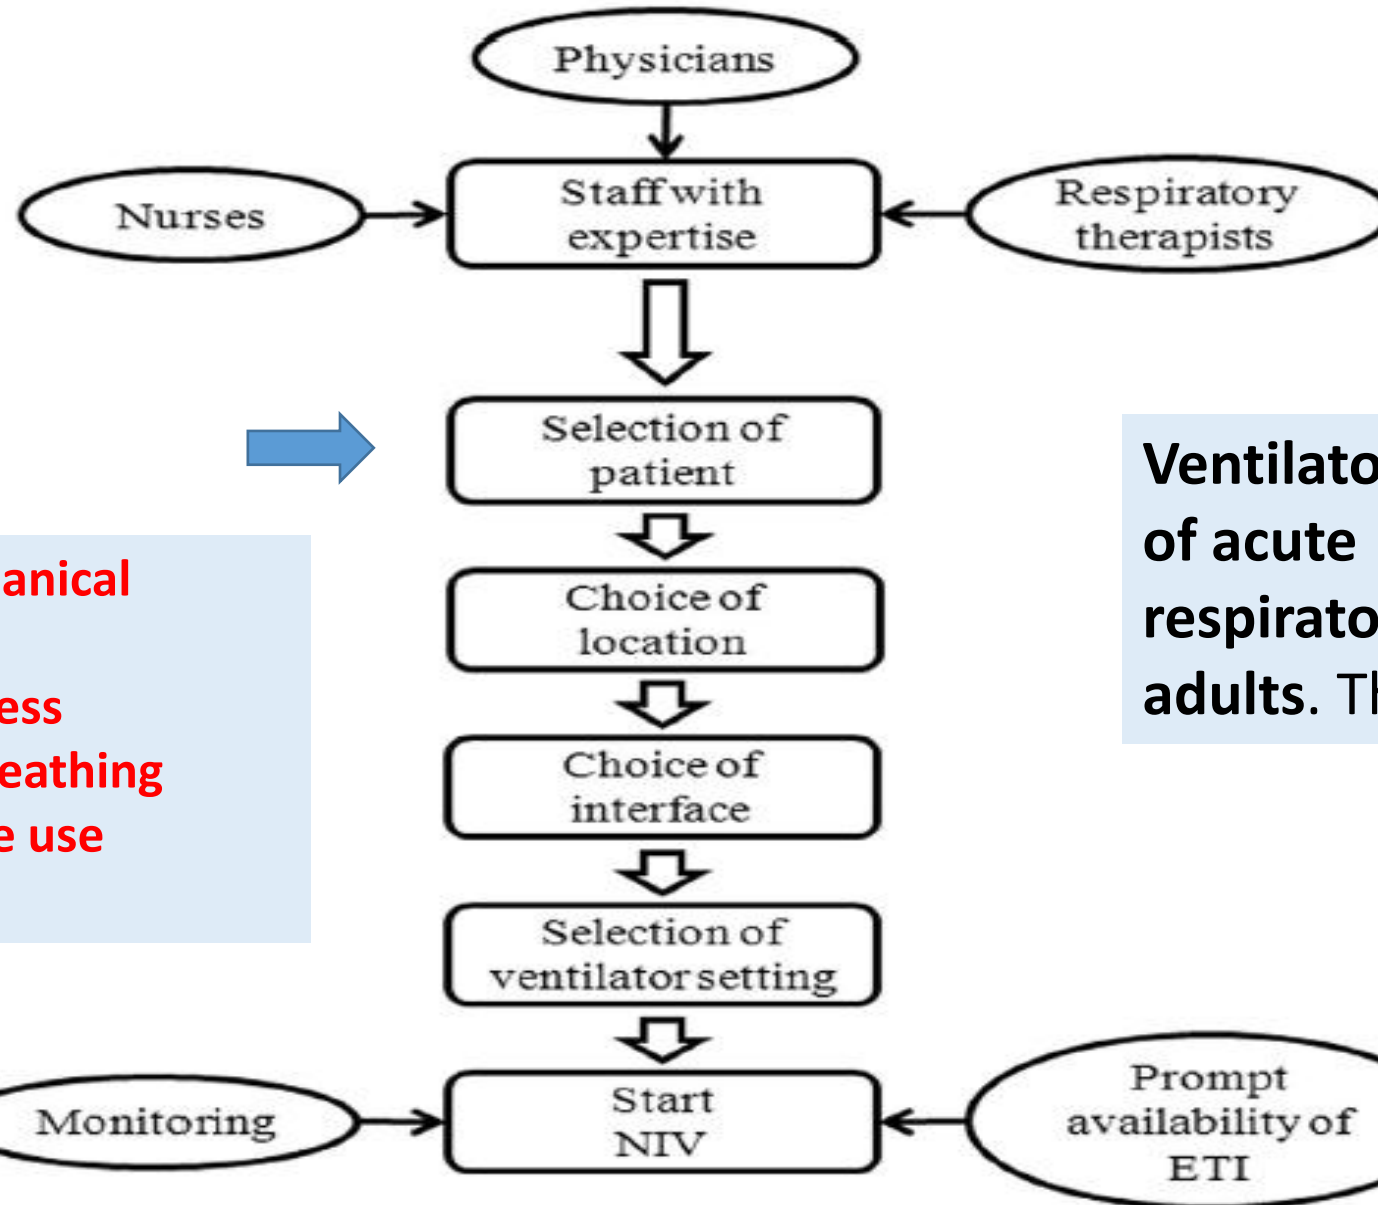 Physicians
Nurses
Staff with
expertise
Respiratory
therapists
Selection of
patient
anical
ess
eathing
e use
Ventilato
of acute
respirato
adults. Th
Choice of
location
Choice of
interface
Selection of
ventilator setting
Monitoring
Start
NIV
Prompt
availability of
ETI